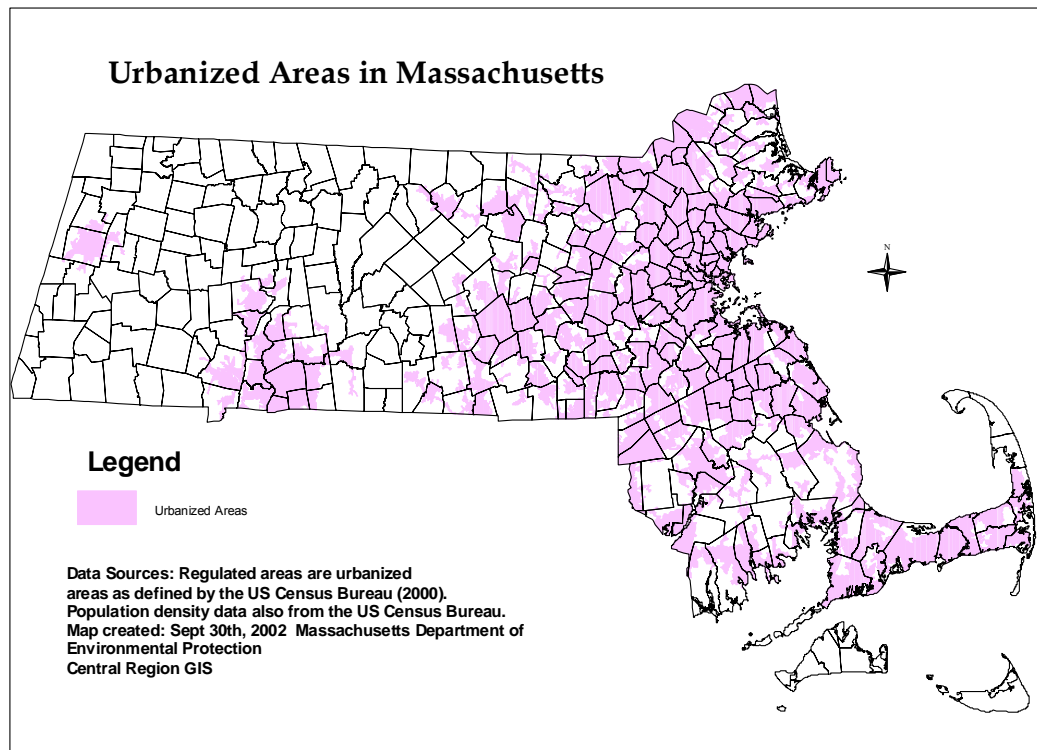 Urbanized Areas in Massachusetts
N
Legend
Urbanized Areas
Data Sources: Regulated areas are urbanized
areas as defined by the US Census Bureau (2000).
Population density data also from the US Census Bureau.
Map created: Sept 30th, 2002  Massachusetts Department of
Environmental Protection
Central Region GIS